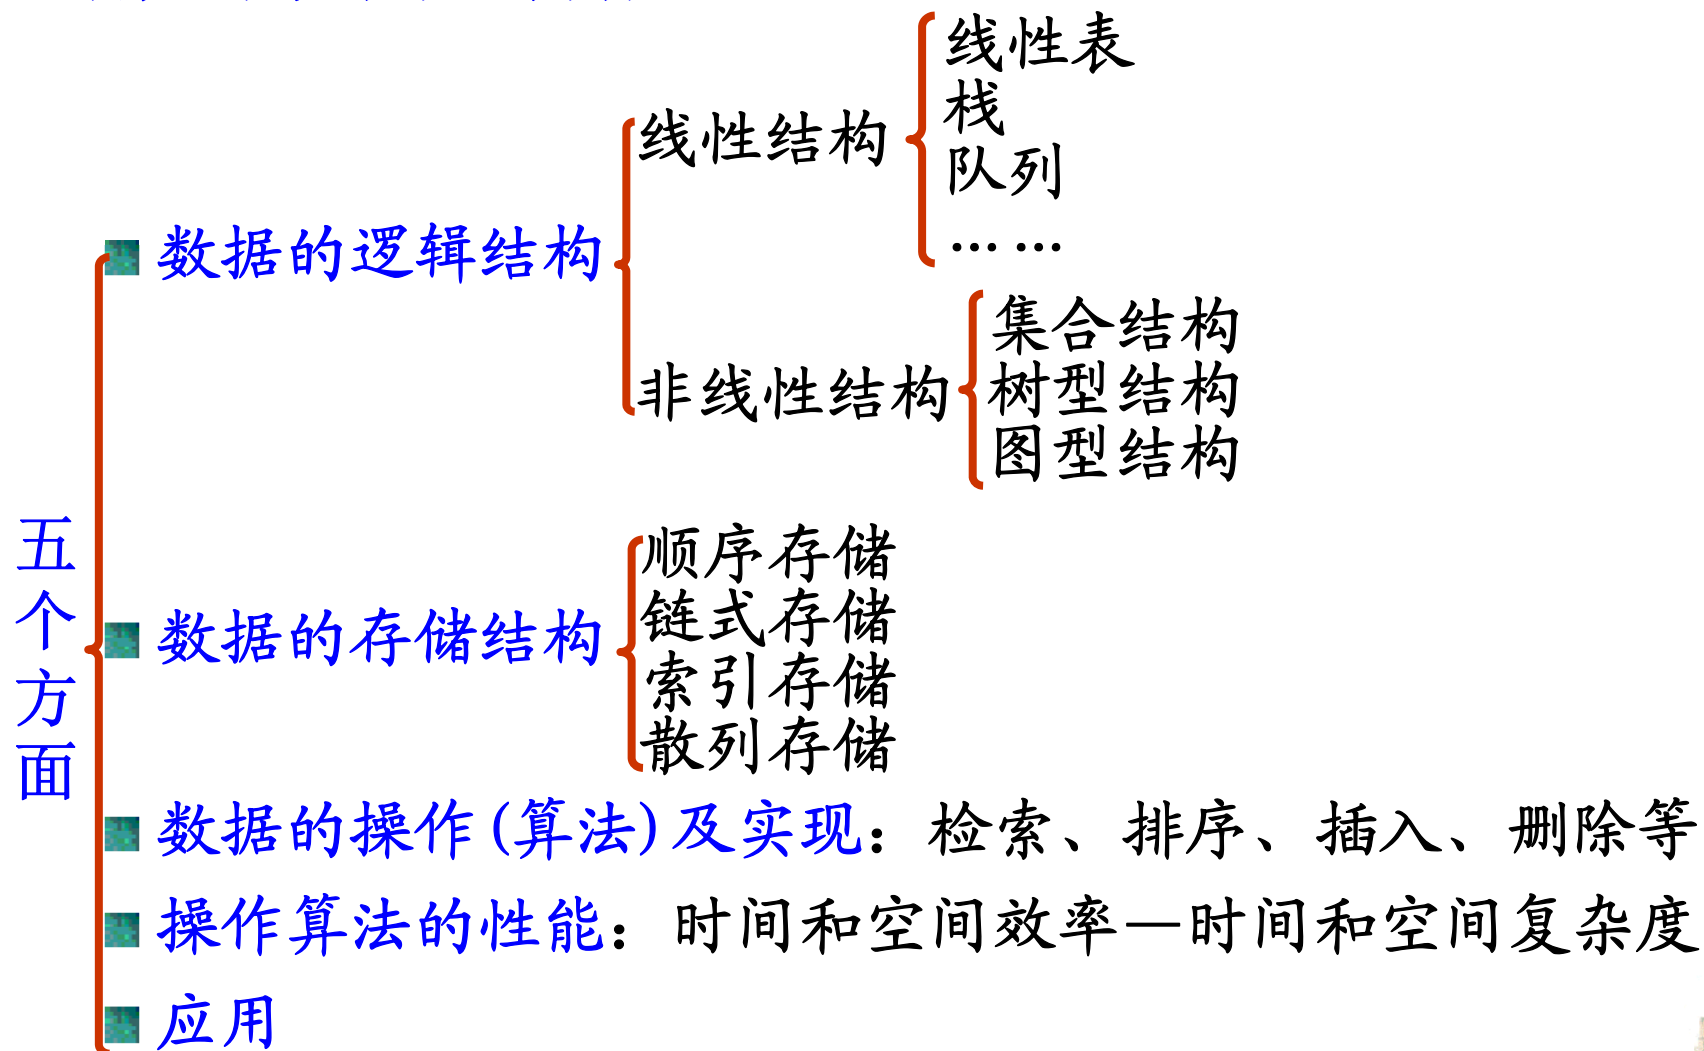 线性表
栈
线性结构
队列
… …
数据的逻辑结构
集合结构
非线性结构
树型结构
图型结构
五个方面
顺序存储
链式存储
数据的存储结构
索引存储
散列存储
数据的操作(算法)及实现：检索、排序、插入、删除等
操作算法的性能：时间和空间效率—时间和空间复杂度
应用